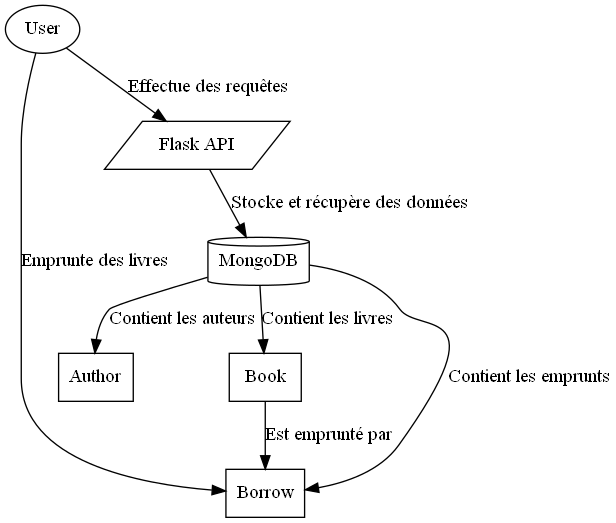 User
Effectue des requêtes
Flask API
Stocke et récupère des données
Emprunte des livres
MongoDB
Contient les auteurs
Contient les livres
Author
Book
Contient les emprunts
Est emprunté par
Borrow